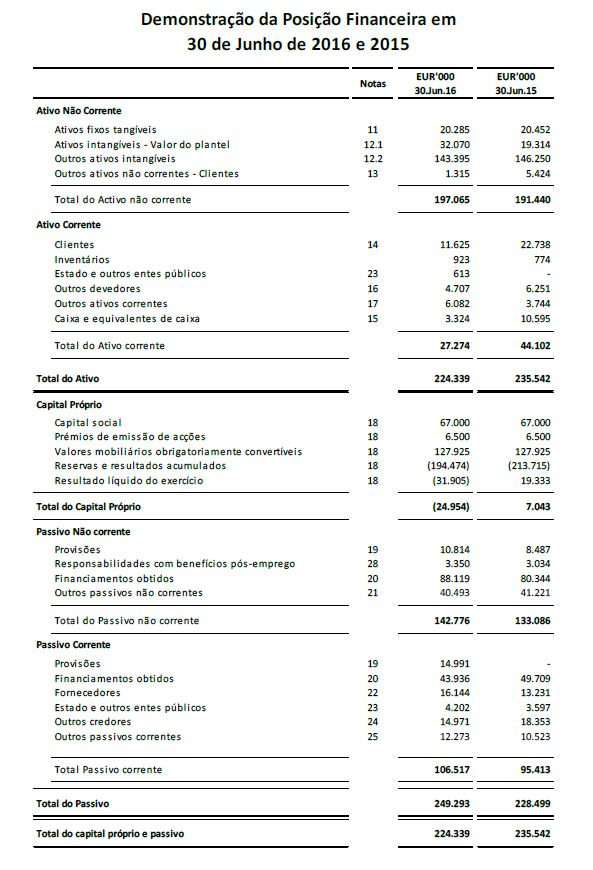 Demonstração da Posição Financeira em
30 de Junho de 2016 e 2015
Notas EUR'000 30.Jun.16 EUR'000 30.Jun.15
Ativo Não Corrente
Ativos fixos tangíveis 11 20.285 20.452
Ativos intangíveis - Valor do plantel 12.1 32.070 19.314
Outros ativos intangíveis 12.2 143.395 146.250
Outros ativos não correntes - Clientes 13 1.315 5.424
Total do Activo não corrente 197.065 191.440
Ativo Corrente
Clientes 14 11.625 22.738
Inventários 923 774
Estado e outros entes públicos 23 613 -
Outros devedores 16 4.707 6.251
Outros ativos correntes 17 6.082 3.744
Caixa e equivalentes de caixa 15 3.324 10.595
Total do Ativo corrente 27.274 44.102
Total do Ativo 224.339 235.542
Capital Próprio
Capital social 18 67.000 67.000
Prémios de emissão de acções 18 6.500 6.500
Valores mobiliários obrigatoriamente convertíveis 18 127.925 127.925
Reservas e resultados acumulados 18 (194.474) (213.715)
Resultado líquido do exercício 18 (31.905) 19.333
Total do Capital Próprio (24.954) 7.043
Passivo Não corrente
Provisões 19 10.814 8.487
Responsabilidades com benefícios pós-emprego 28 3.350 3.034
Financiamentos obtidos 20 88.119 80.344
Outros passivos não correntes 21 40.493 41.221
Total do Passivo não corrente 142.776 133.086
Passivo Corrente
Provisões 19 14.991 -
Financiamentos obtidos 20 43.936 49.709
Fornecedores 22 16.144 13.231
Estado e outros entes públicos 23 4.202 3.597
Outros credores 24 14.971 18.353
Outros passivos correntes 25 12.273 10.523
Total Passivo corrente 106.517 95.413
Total do Passivo 249.293 228.499
Total do capital próprio e passivo 224.339 235.542